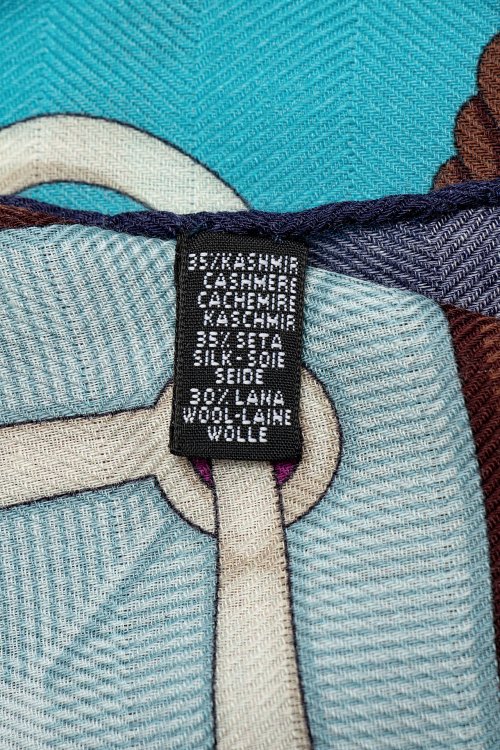 35%KASHMIR
CASHMERE
CACHEMIRE
KASCHMIR
35% SETA
SILK-SOIE
SEIDE
30% LANA
WOOL-LAINE
WOLLE